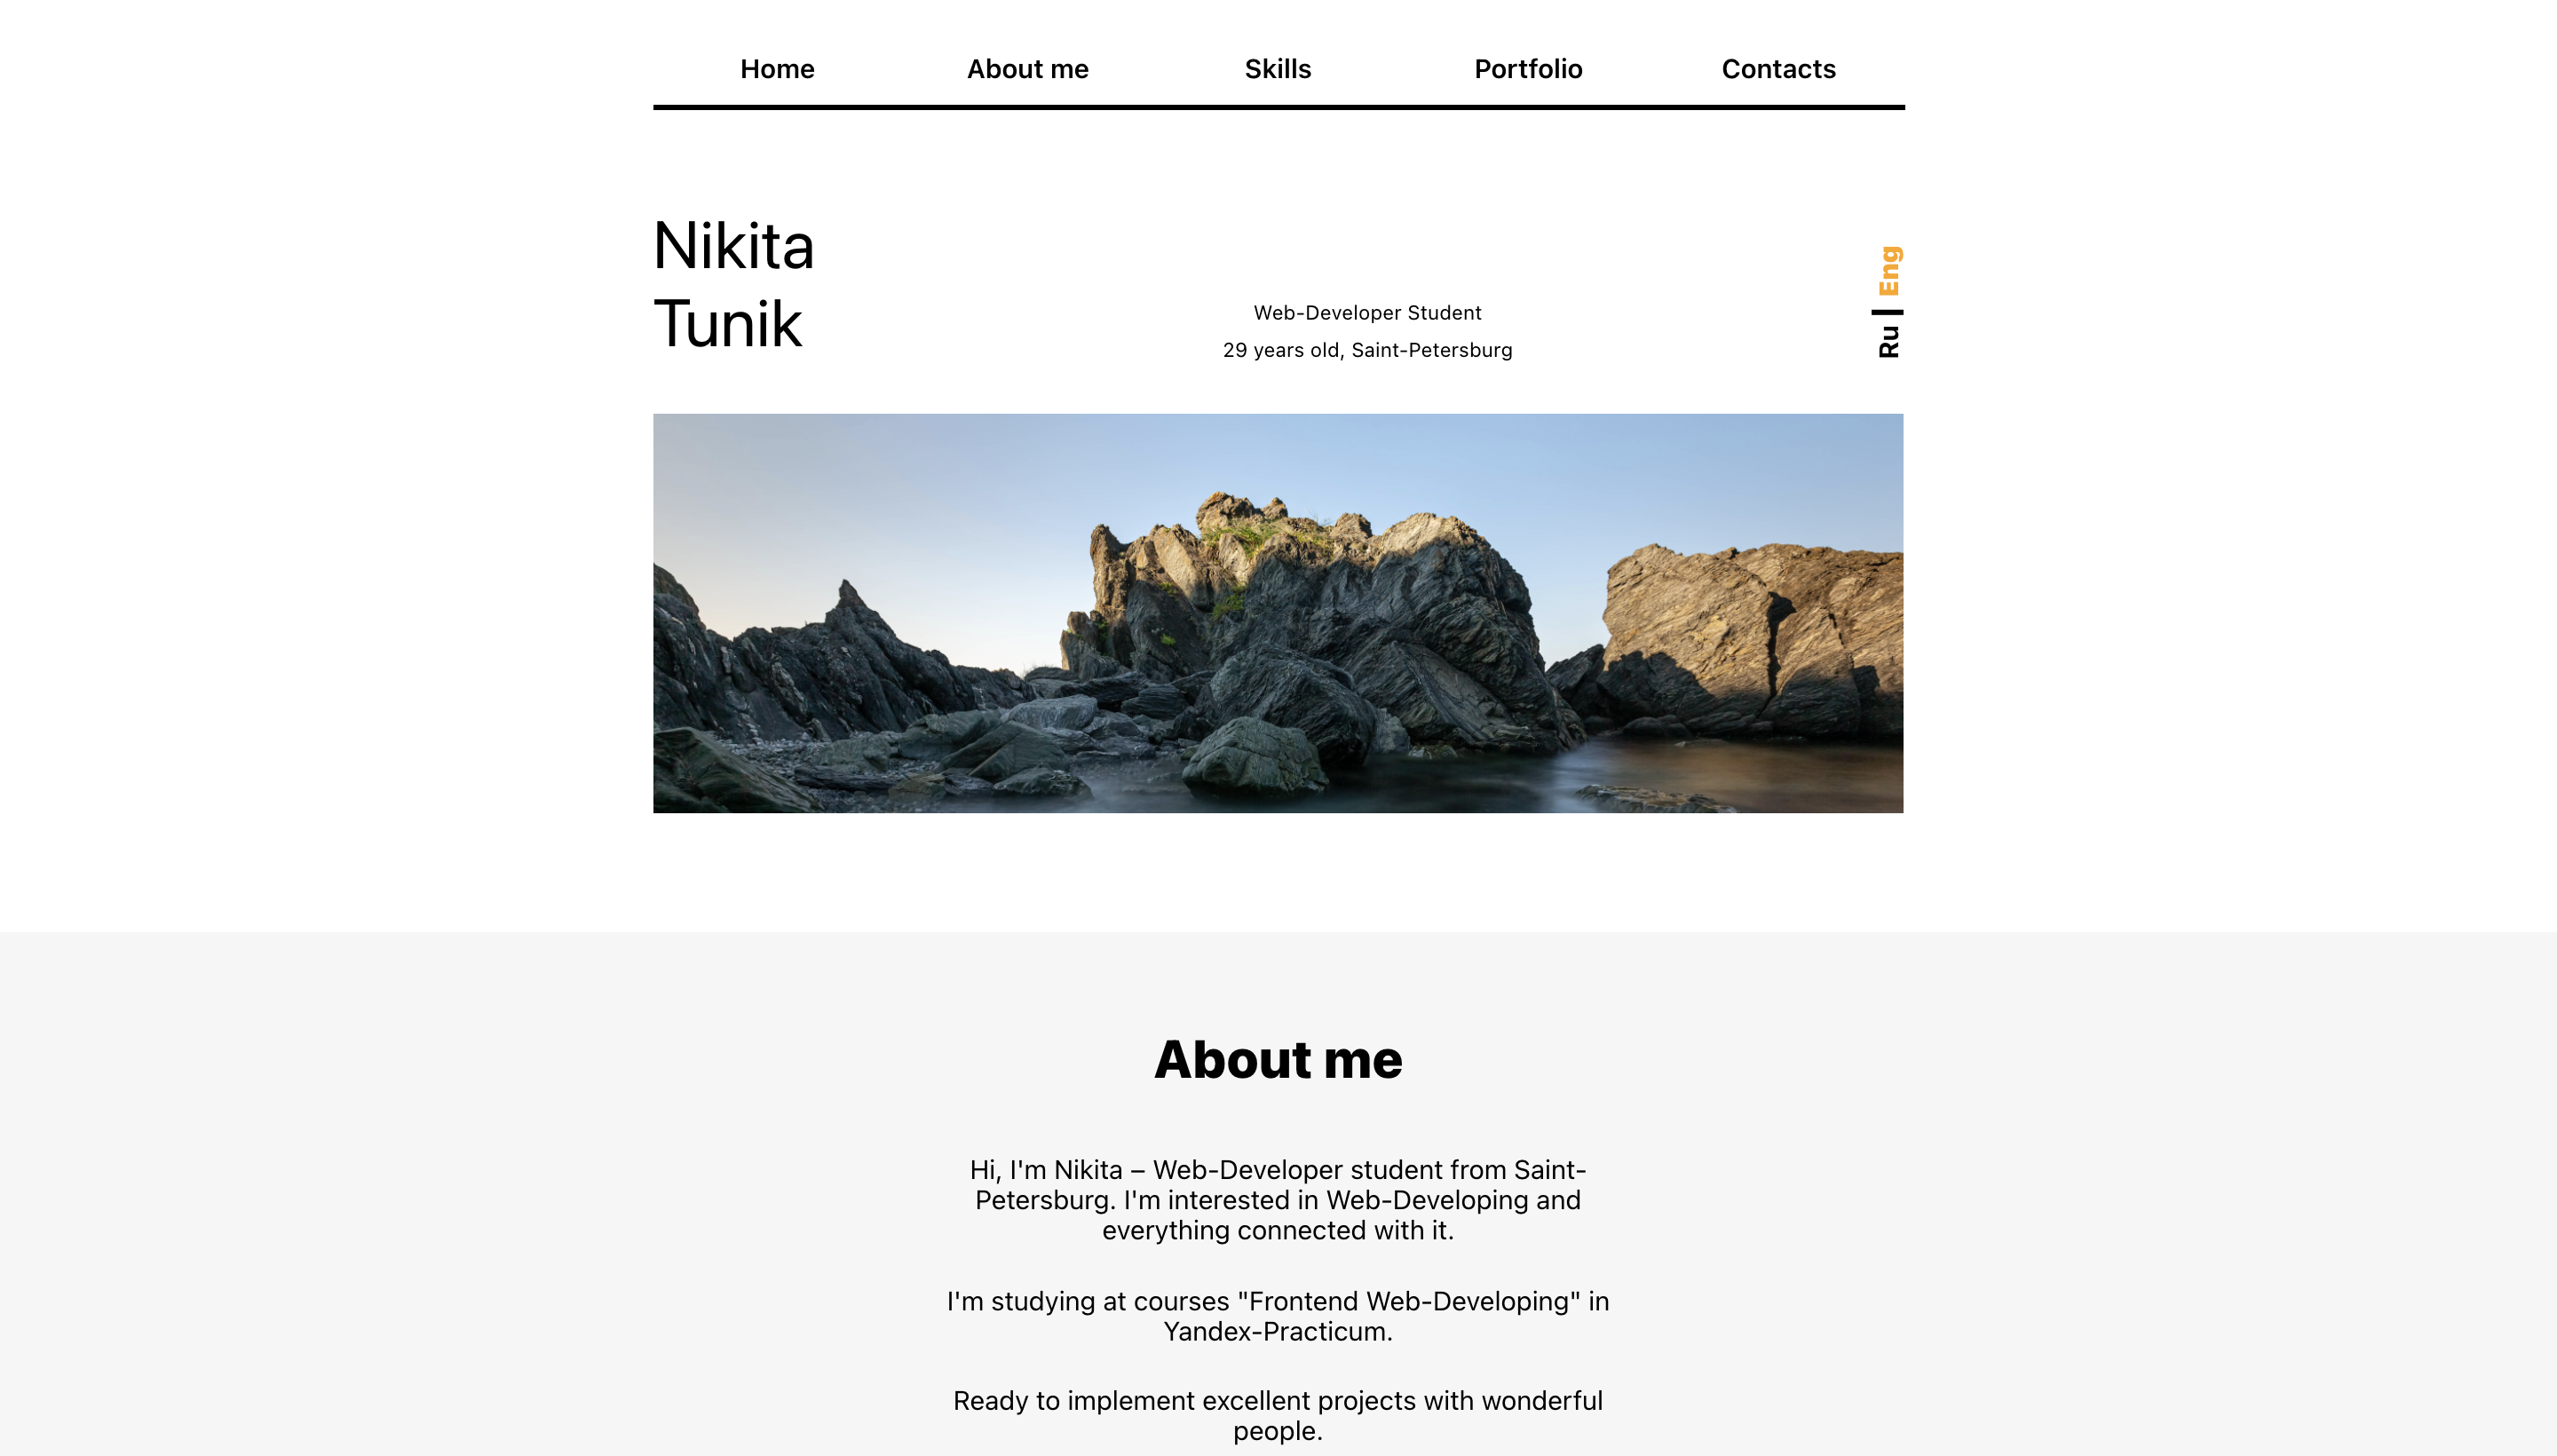 Home About me Skills Portfolio Contacts
Nikita
Tunik
Web-Developer Student
29 years old, Saint-Petersburg
Ru | Eng
About me
Hi, I'm Nikita – Web-Developer student from Saint-
Petersburg. I'm interested in Web-Developing and
everything connected with it.
I'm studying at courses "Frontend Web-Developing" in
Yandex-Practicum.
Ready to implement excellent projects with wonderful
people.